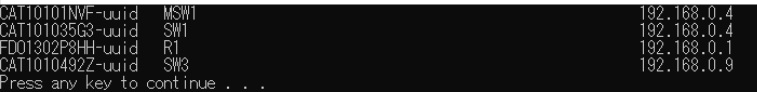 CAT10101NVF-uuid MSW1 192.168.0.4
CAT101035G3-uuid SW1 192.168.0.4
FDO1302P8HH-uuid R1 192.168.0.1
CAT1010492Z-uuid SW3 192.168.0.9
Press any key to continue . . .